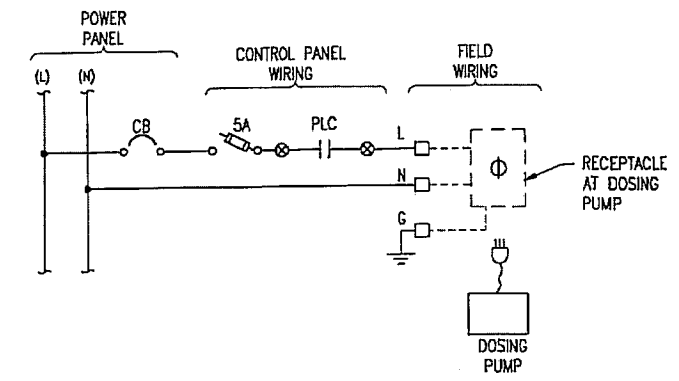 POWER
PANEL
CONTROL PANEL
WIRING
FIELD
WIRING
(L)
(N)
CB
5A
PLC
L
N
G
RECEPTACLE
AT DOSING
PUMP
DOSING
PUMP